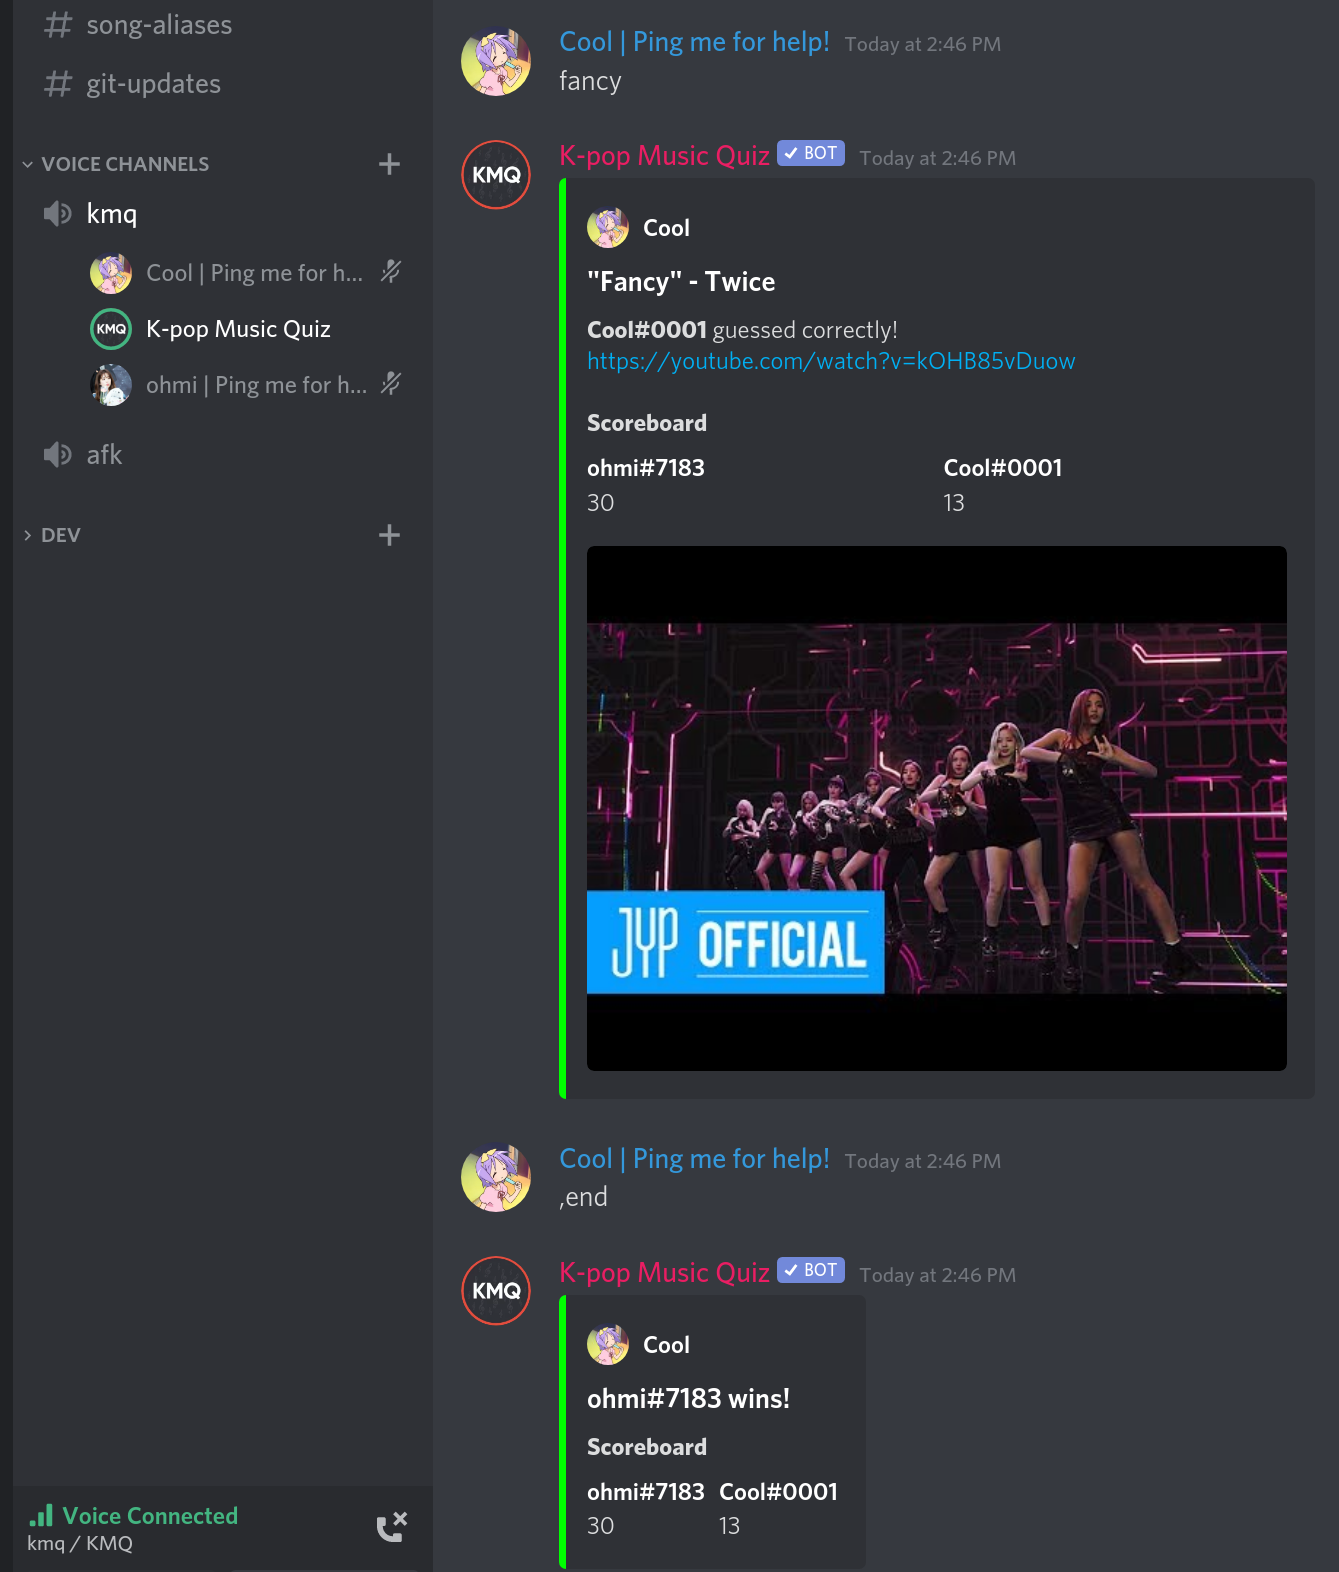 song-aliases
git-updates
VOICE CHANNELS
kmq
Cool | Ping me for h...
KMQ
K-pop Music Quiz
ohmi | Ping me for h...
afk
DEV
Voice Connected
kmq / KMQ
Cool | Ping me for help! Today at 2:46 PM
fancy
KMQ
K-pop Music Quiz BOT Today at 2:46 PM
Cool
"Fancy" - Twice
Cool#0001 guessed correctly!
https://youtube.com/watch?v=kOHB85vDuow
Scoreboard
ohmi#7183 Cool#0001
30 13
JYP OFFICIAL
Cool | Ping me for help! Today at 2:46 PM
,end
KMQ
K-pop Music Quiz BOT Today at 2:46 PM
Cool
ohmi#7183 wins!
Scoreboard
ohmi#7183 Cool#0001
30 13